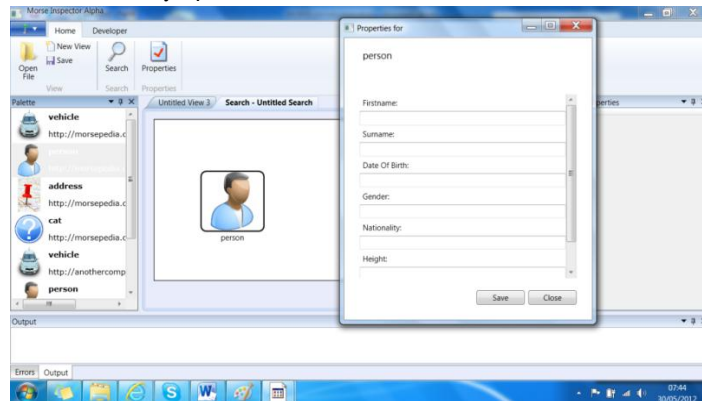 Morse Inspector Alpha
Home Developer
Open File
New View
Save
View
Search
Search
Properties
Properties
Palette
vehicle
http://morsepedia.c
address
http://morsepedia.c
cat
http://morsepedia.c
vehicle
http://anothercomp
person
Untitled View 3 Search - Untitled Search
person
Properties for
person
Firstname:
Surname:
Date Of Birth:
Gender:
Nationality:
Height:
Save Close
perties
Output
Errors Output
07:44
30/05/2012